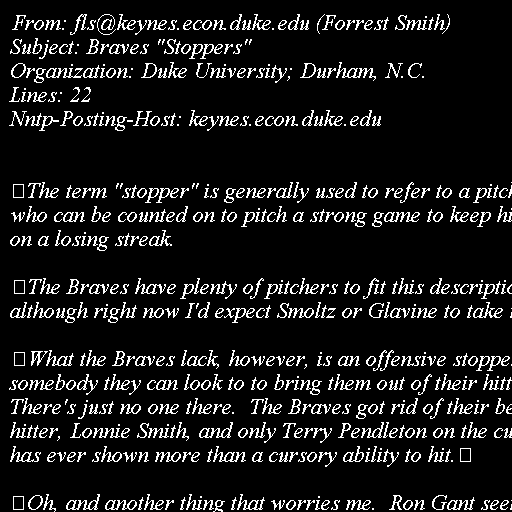 From: fls@keynes.econ.duke.edu (Forrest Smith)
Subject: Braves "Stoppers"
Organization: Duke University; Durham, N.C.
Lines: 22
Nntp-Posting-Host: keynes.econ.duke.edu
The term "stopper" is generally used to refer to a pitch
who can be counted on to pitch a strong game to keep hi
on a losing streak.
The Braves have plenty of pitchers to fit this descriptio
although right now I'd expect Smoltz or Glavine to take
What the Braves lack, however, is an offensive stoppe
somebody they can look to to bring them out of their hitt
There's just no one there.  The Braves got rid of their be
hitter, Lonnie Smith, and only Terry Pendleton on the cu
has ever shown more than a cursory ability to hit.
Oh, and another thing that worries me.  Ron Gant see